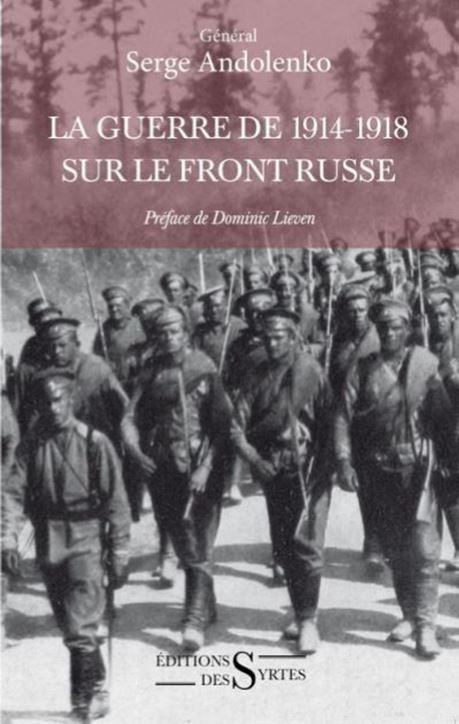 Général
Serge Andolenko
LA GUERRE DE 1914-1918
SUR LE FRONT RUSSE
Préface de Dominic Lieven
ÉDITIONS
DES SYRTES